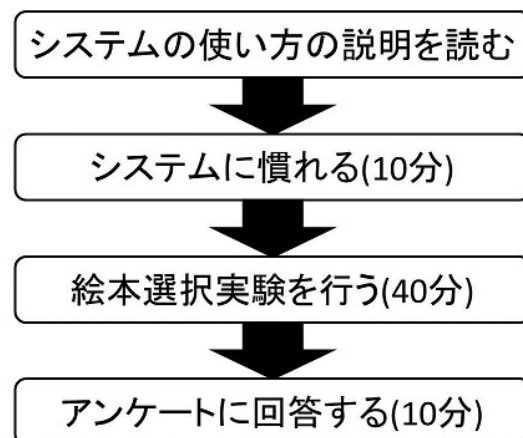 システムの使い方の説明を読む
システムに慣れる(10分)
絵本選択実験を行う(40分)
アンケートに回答する(10分)